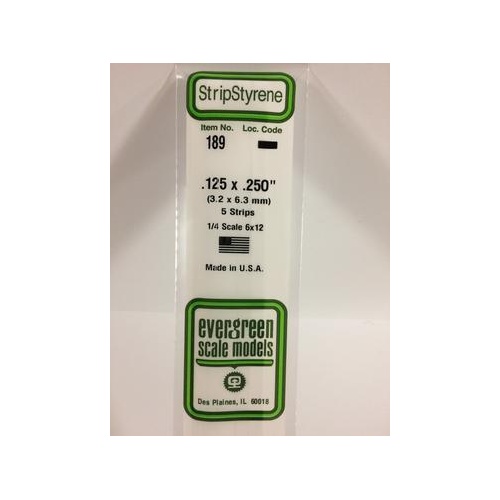 StripStyrene
Item No. Loc. Code
189
.125 x .250"
(3.2 x 6.3 mm)
5 Strips
1/4 Scale 6x12
Made in U.S.A.
evergreen
scale models
Des Plaines, IL 60018